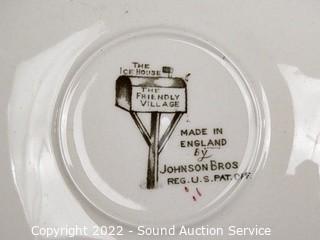 THE
ICE HOUSE
THE
FRIENDLY
VILLAGE
MADE IN
ENGLAND
By
JOHNSON BROS
REG. U.S. PAT. OFF.
Copyright 2022 - Sound Auction Service